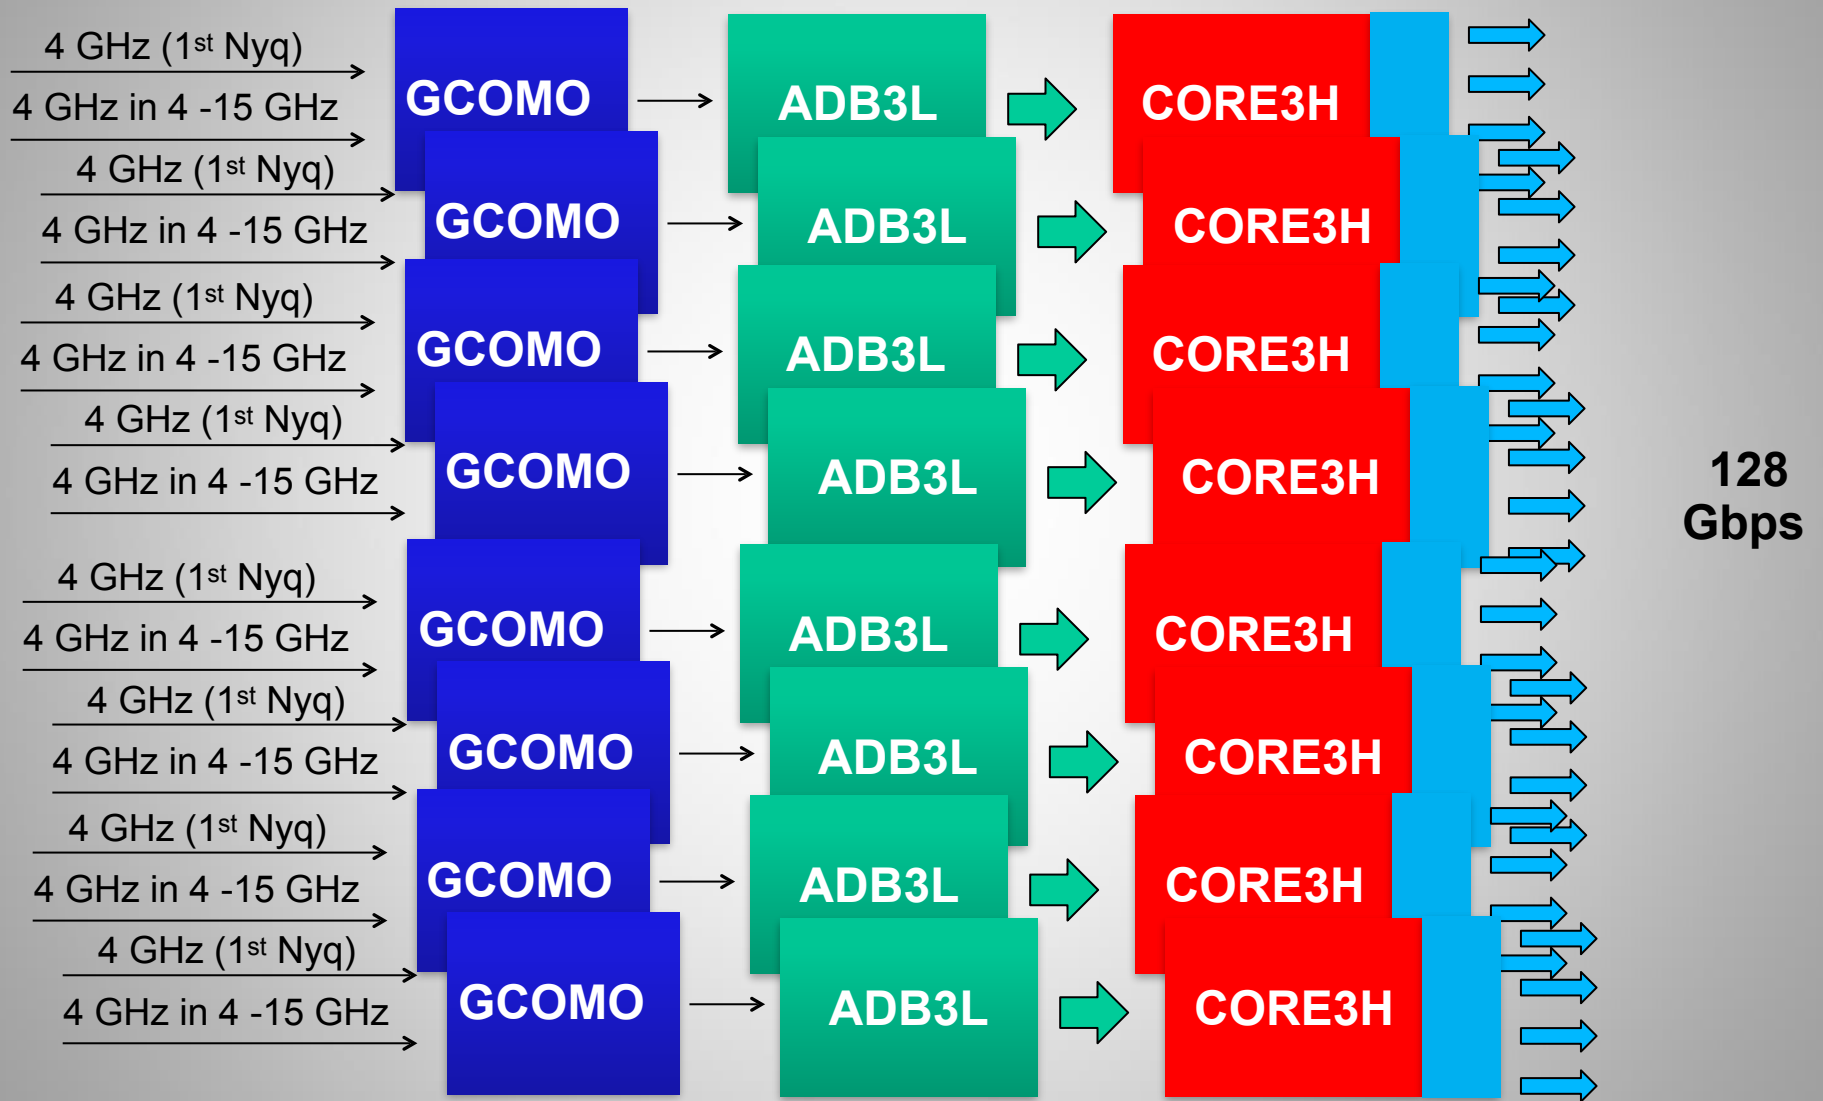 4 GHz (1st Nyq)
4 GHz in 4 -15 GHz
GCOMO
ADB3L
CORE3H
4 GHz (1st Nyq)
4 GHz in 4 -15 GHz
GCOMO
ADB3L
CORE3H
4 GHz (1st Nyq)
4 GHz in 4 -15 GHz
GCOMO
ADB3L
CORE3H
4 GHz (1st Nyq)
4 GHz in 4 -15 GHz
GCOMO
ADB3L
CORE3H
128
Gbps
4 GHz (1st Nyq)
4 GHz in 4 -15 GHz
GCOMO
ADB3L
CORE3H
4 GHz (1st Nyq)
4 GHz in 4 -15 GHz
GCOMO
ADB3L
CORE3H
4 GHz (1st Nyq)
4 GHz in 4 -15 GHz
GCOMO
ADB3L
CORE3H
4 GHz (1st Nyq)
4 GHz in 4 -15 GHz
GCOMO
ADB3L
CORE3H